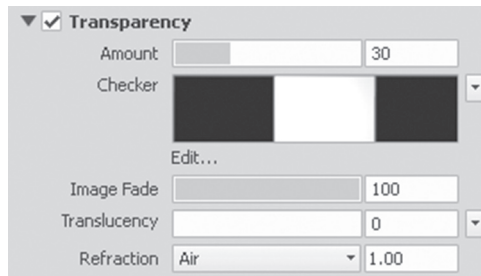 Transparency
Amount 30
Checker
Edit...
Image Fade 100
Translucency 0
Refraction Air 1.00